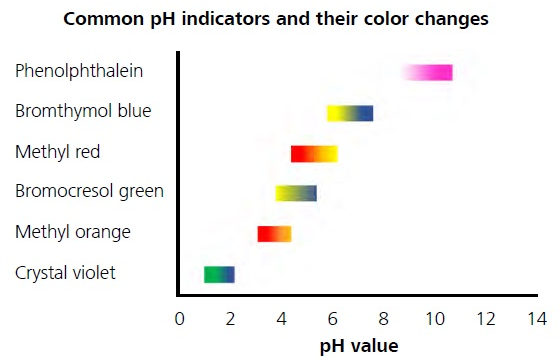 Common pH indicators and their color changes
Phenolphthalein
Bromthymol blue
Methyl red
Bromocresol green
Methyl orange
Crystal violet
0 2 4 6 8 10 12 14
pH value